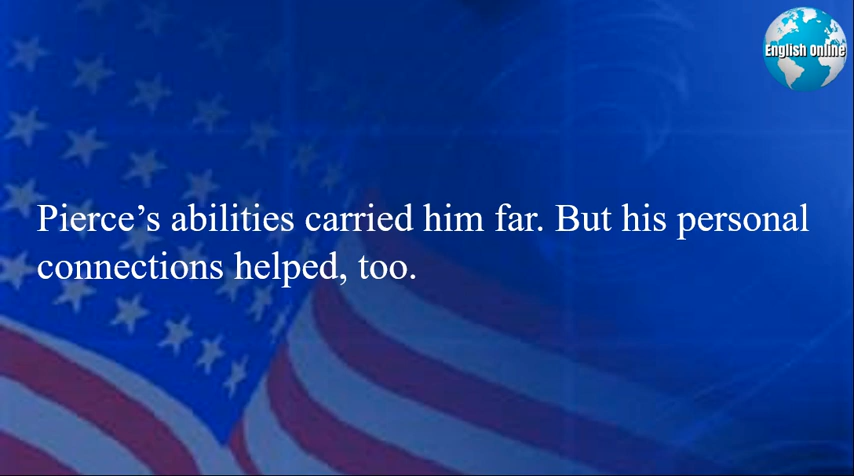 English Online
Pierce’s abilities carried him far. But his personal
connections helped, too.